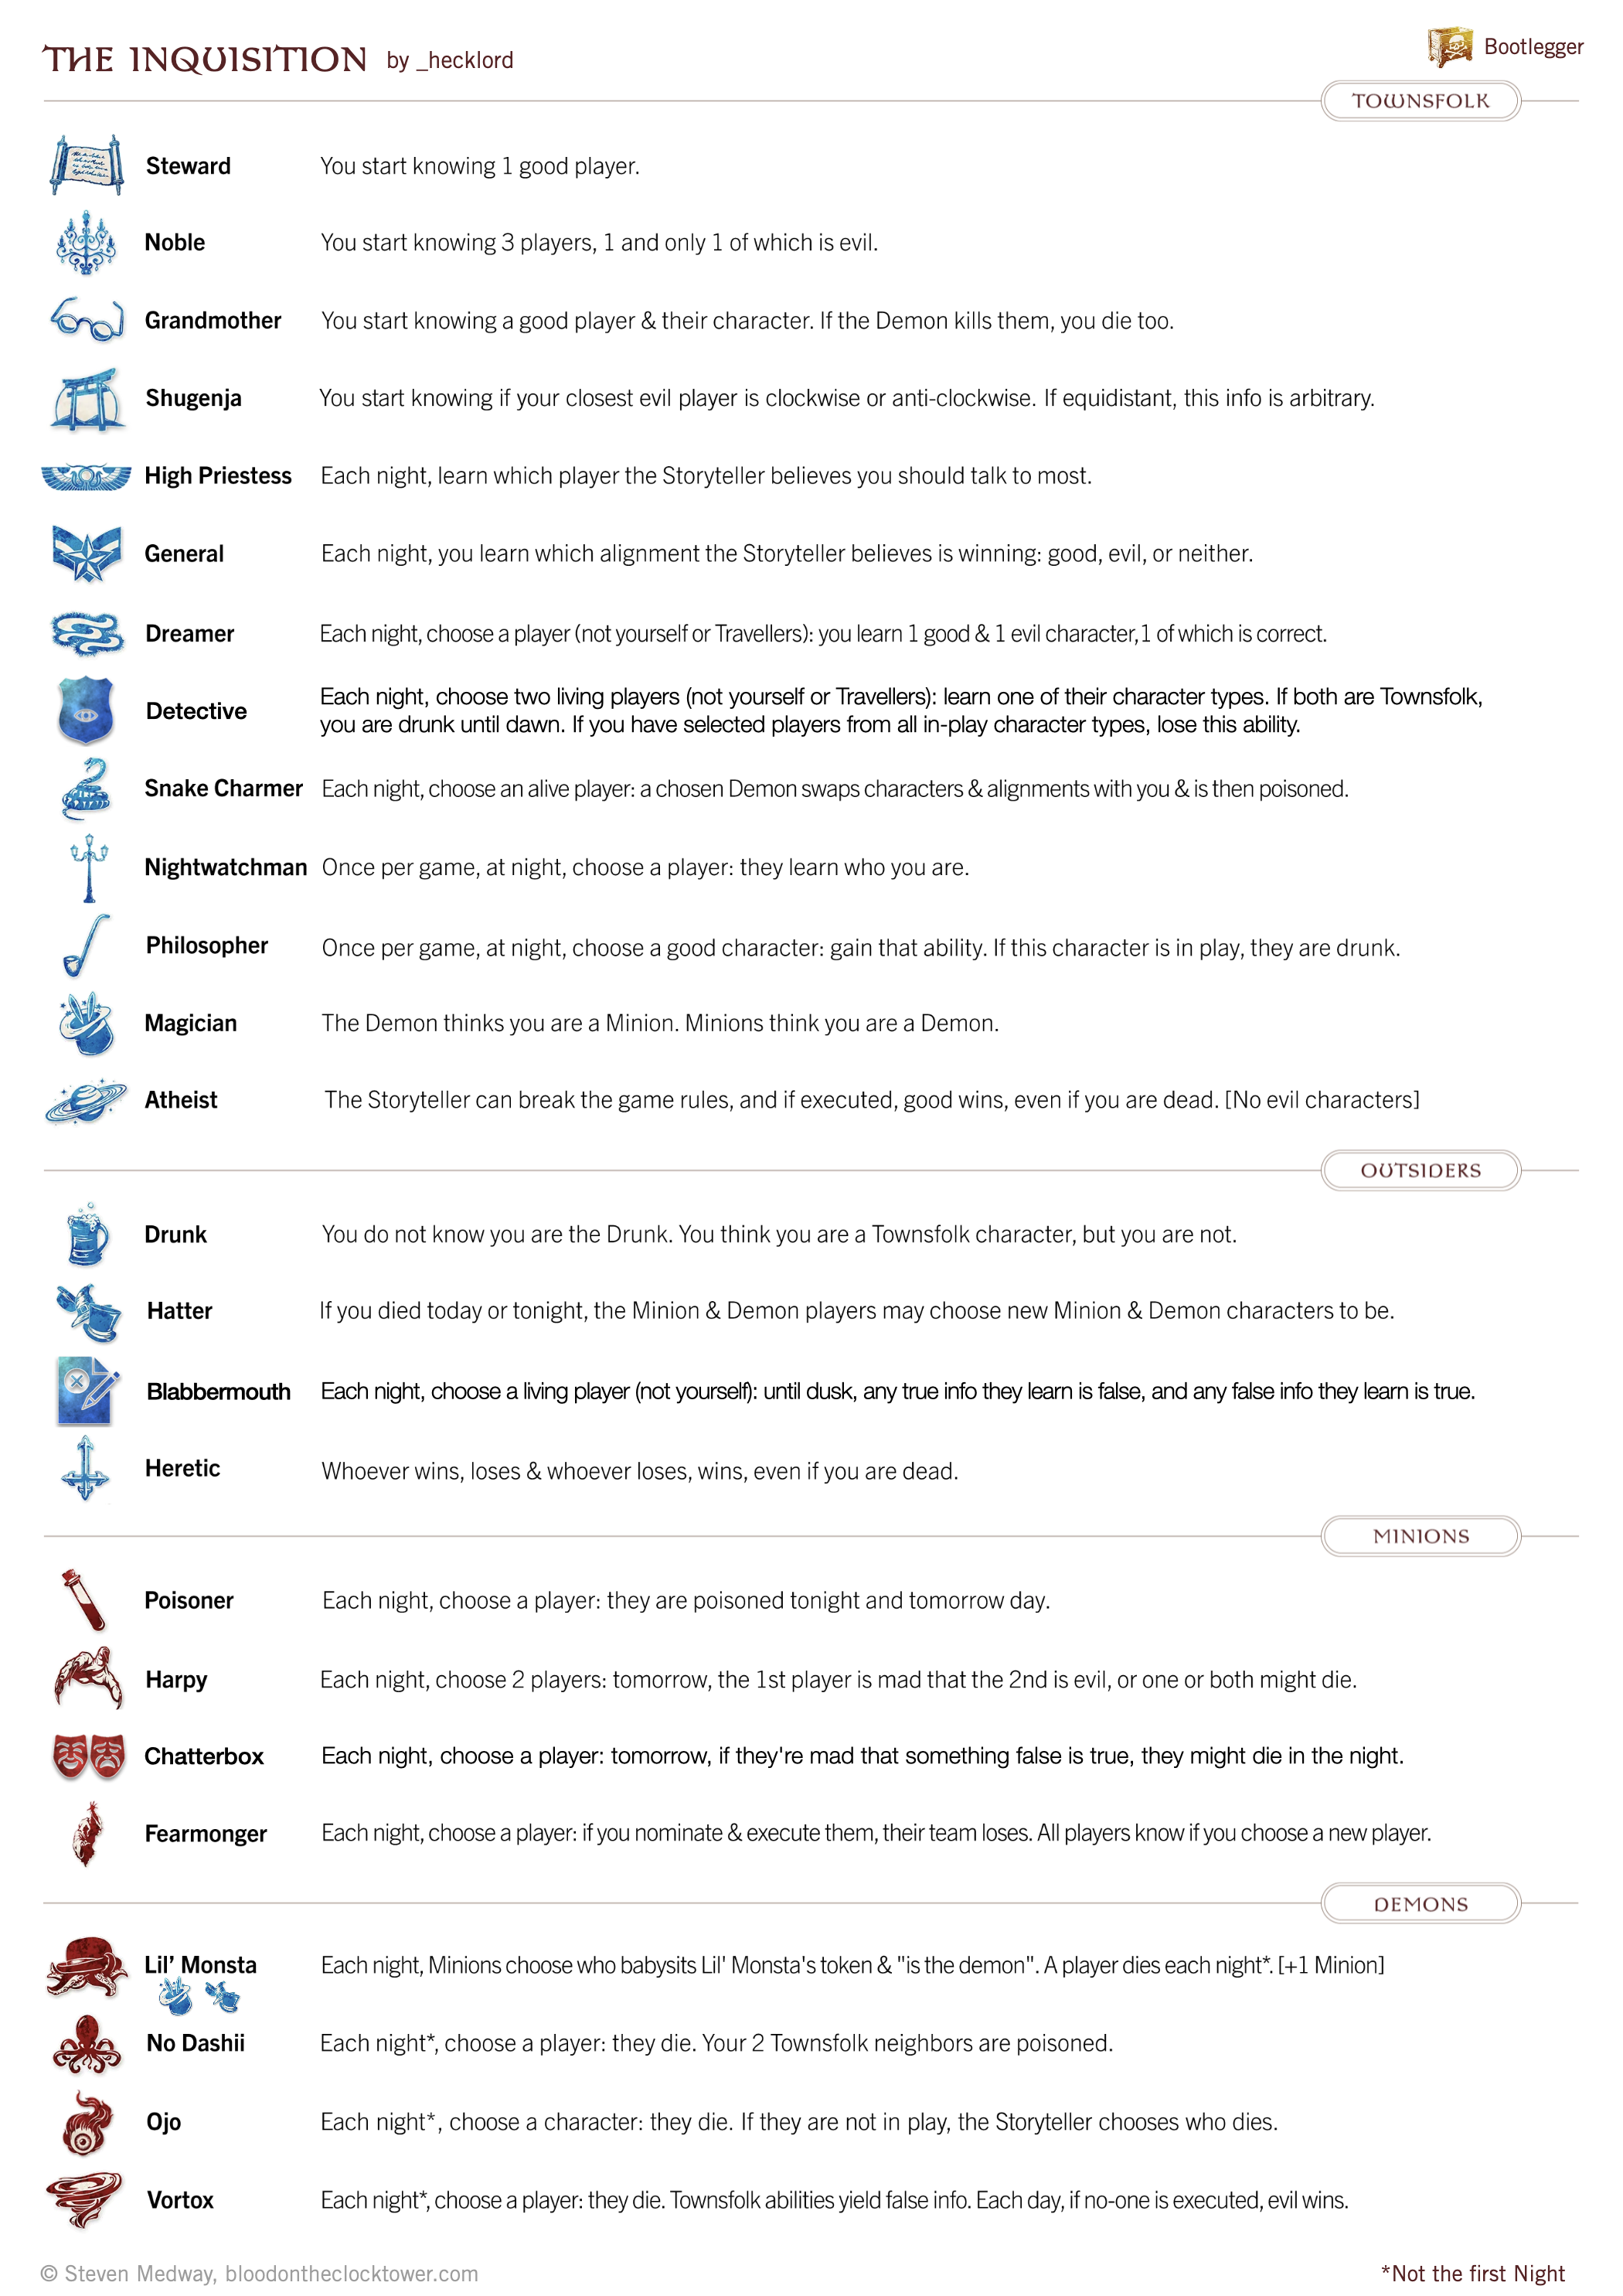 THE INQUISITION by _hecklord
Bootlegger
TOWNSFOLK
Steward You start knowing 1 good player.
Noble You start knowing 3 players, 1 and only 1 of which is evil.
Grandmother You start knowing a good player & their character. If the Demon kills them, you die too.
Shugenja You start knowing if your closest evil player is clockwise or anti-clockwise. If equidistant, this info is arbitrary.
High Priestess Each night, learn which player the Storyteller believes you should talk to most.
General Each night, you learn which alignment the Storyteller believes is winning: good, evil, or neither.
Dreamer Each night, choose a player (not yourself or Travellers): you learn 1 good & 1 evil character, 1 of which is correct.
Detective Each night, choose two living players (not yourself or Travellers): learn one of their character types. If both are Townsfolk,
you are drunk until dawn. If you have selected players from all in-play character types, lose this ability.
Snake Charmer Each night, choose an alive player: a chosen Demon swaps characters & alignments with you & is then poisoned.
Nightwatchman Once per game, at night, choose a player: they learn who you are.
Philosopher Once per game, at night, choose a good character: gain that ability. If this character is in play, they are drunk.
Magician The Demon thinks you are a Minion. Minions think you are a Demon.
Atheist The Storyteller can break the game rules, and if executed, good wins, even if you are dead. [No evil characters]
OUTSIDERS
Drunk You do not know you are the Drunk. You think you are a Townsfolk character, but you are not.
Hatter If you died today or tonight, the Minion & Demon players may choose new Minion & Demon characters to be.
Blabbermouth Each night, choose a living player (not yourself): until dusk, any true info they learn is false, and any false info they learn is true.
Heretic Whoever wins, loses & whoever loses, wins, even if you are dead.
MINIONS
Poisoner Each night, choose a player: they are poisoned tonight and tomorrow day.
Harpy Each night, choose 2 players: tomorrow, the 1st player is mad that the 2nd is evil, or one or both might die.
Chatterbox Each night, choose a player: tomorrow, if they're mad that something false is true, they might die in the night.
Fearmonger Each night, choose a player: if you nominate & execute them, their team loses. All players know if you choose a new player.
DEMONS
Lil’ Monsta Each night, Minions choose who babysits Lil' Monsta's token & "is the demon". A player dies each night*. [+1 Minion]
No Dashii Each night*, choose a player: they die. Your 2 Townsfolk neighbors are poisoned.
Ojo Each night*, choose a character: they die. If they are not in play, the Storyteller chooses who dies.
Vortox Each night*, choose a player: they die. Townsfolk abilities yield false info. Each day, if no-one is executed, evil wins.
© Steven Medway, bloodontheclocktower.com
*Not the first Night